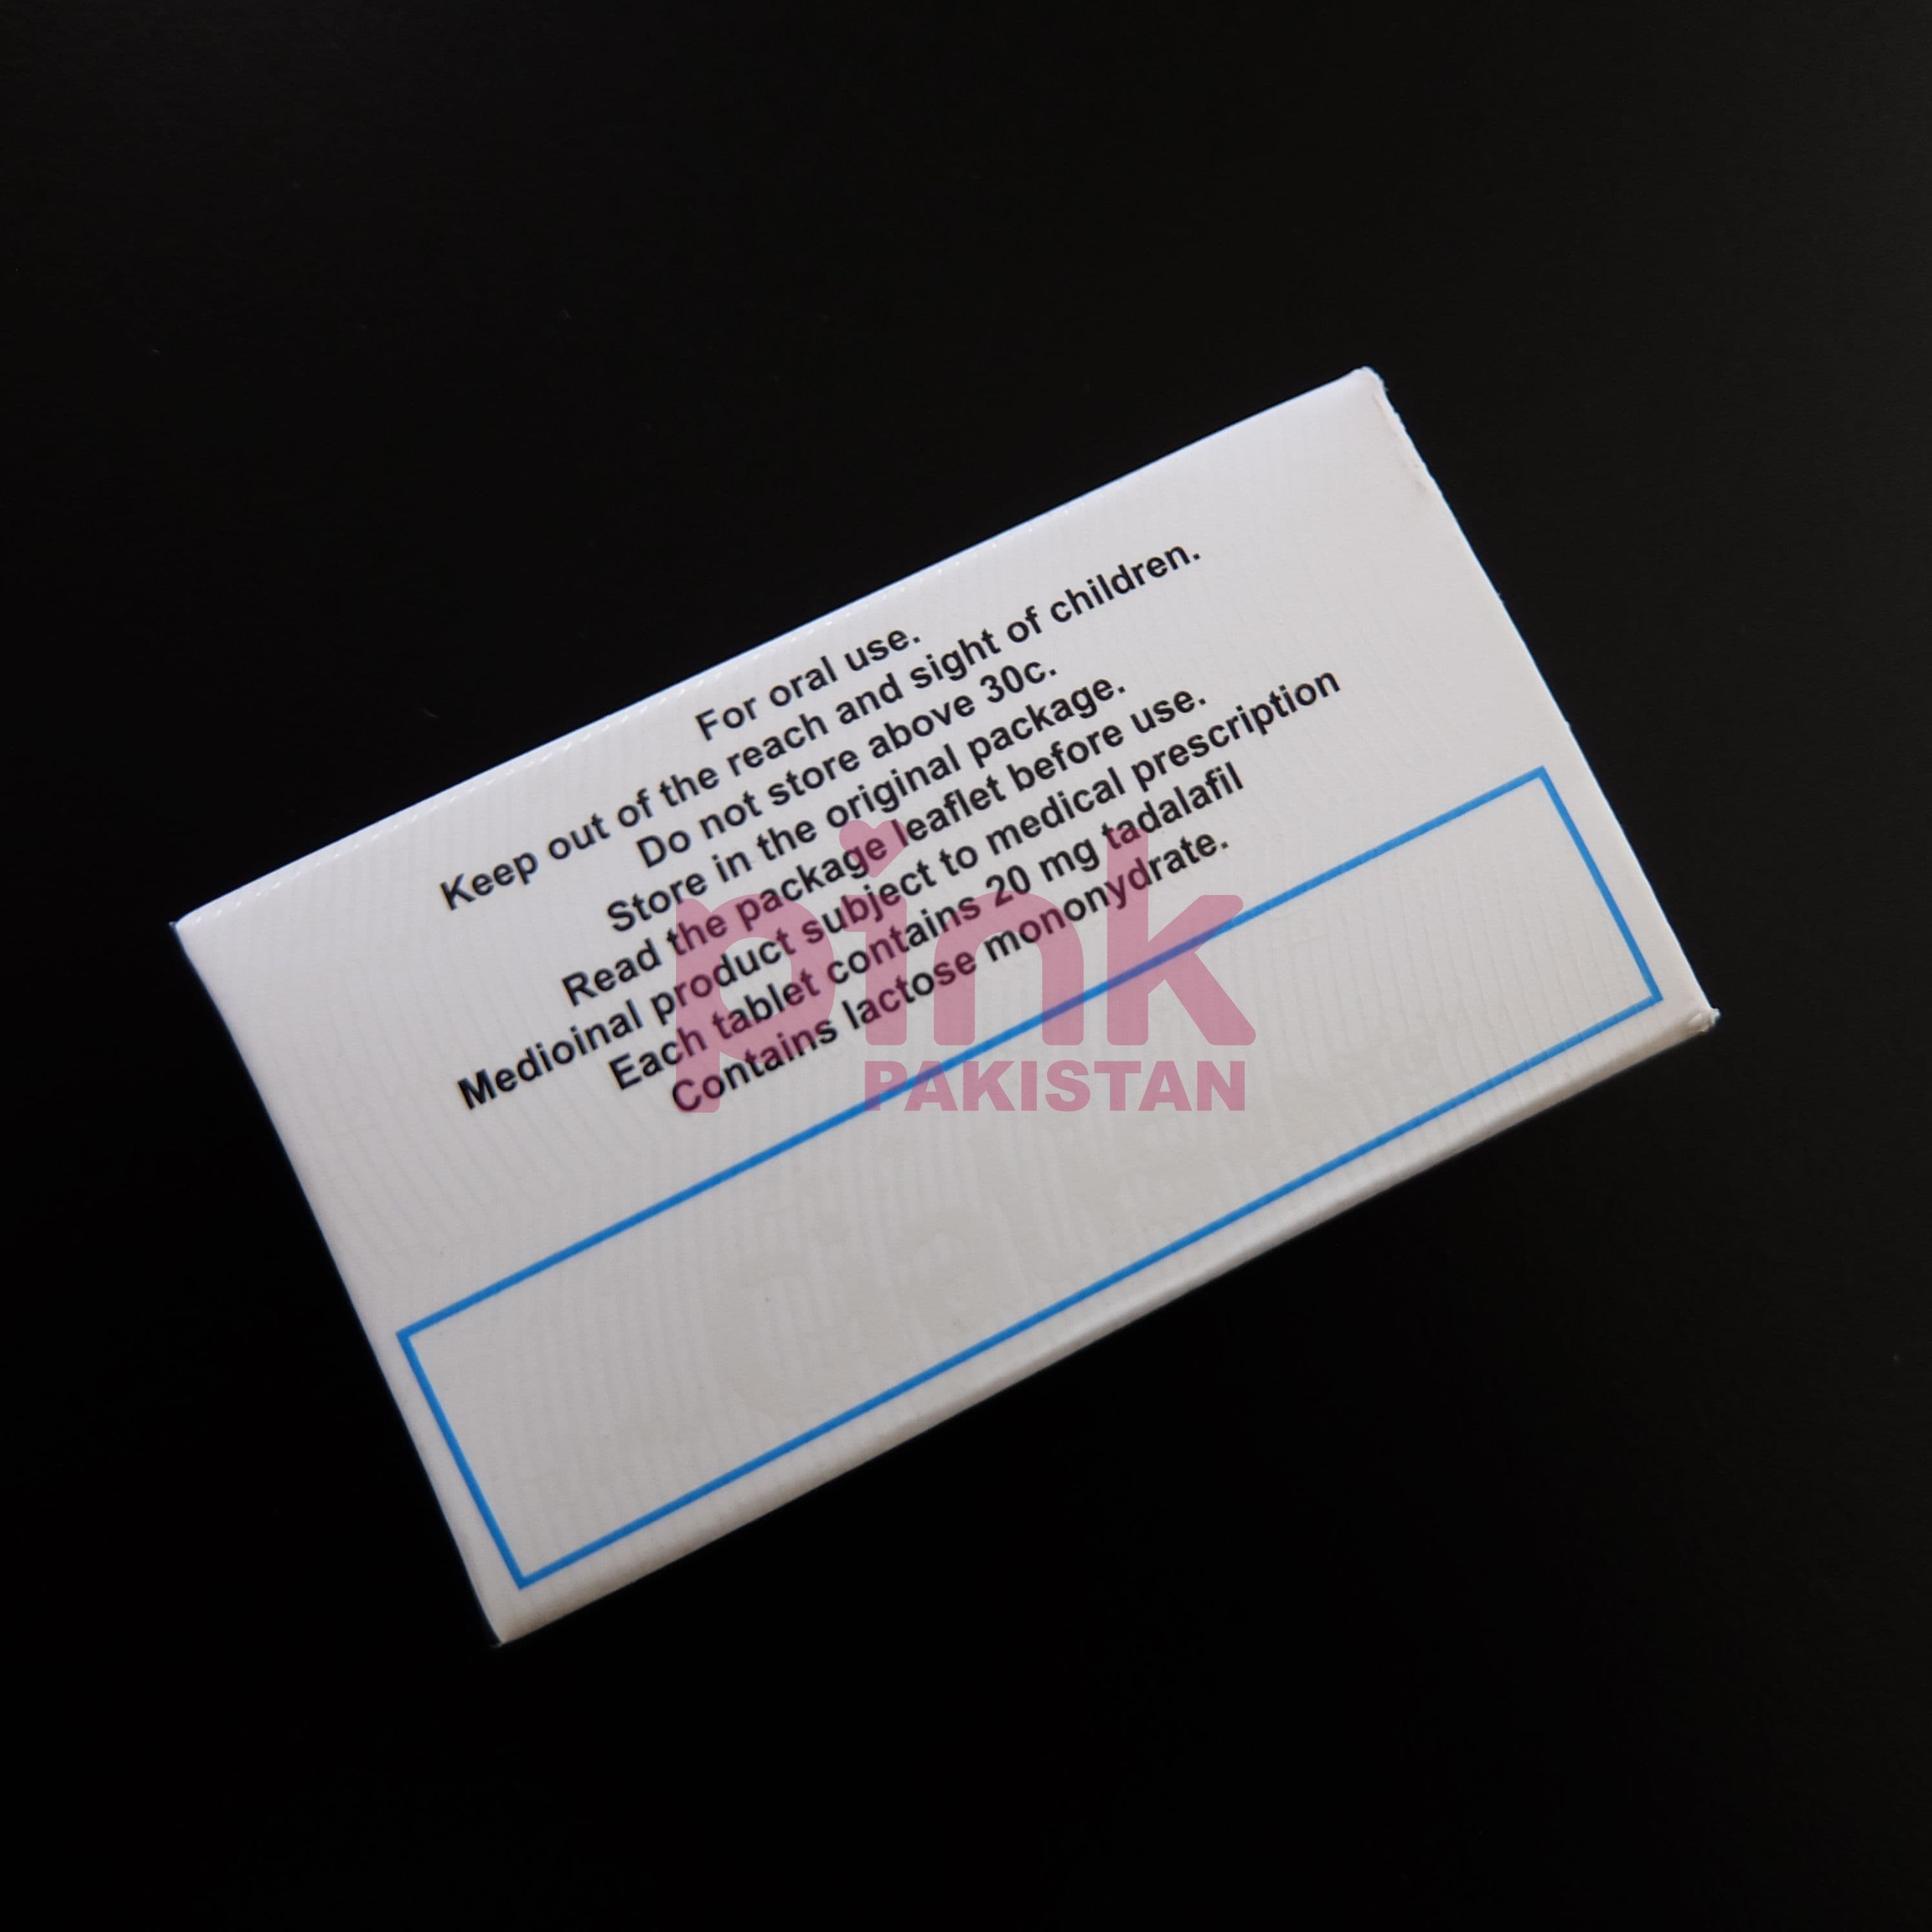 For oral use.
Keep out of the reach and sight of children.
Do not store above 30c.
Store in the original package.
Read the package leaflet before use.
Medioinal product subject to medical prescription
Each tablet contains 20 mg tadalafil
Contains lactose mononydrate.
pink
PAKISTAN